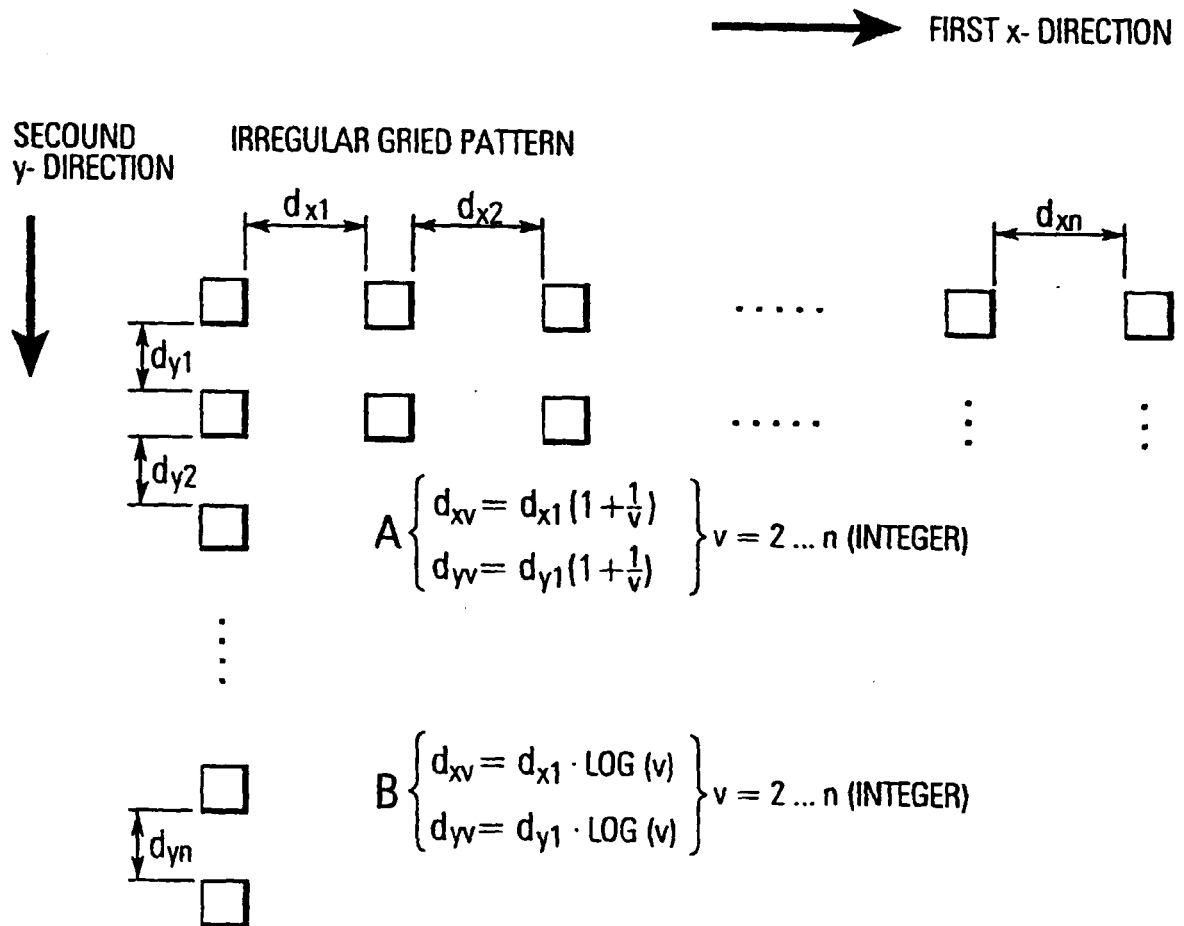 FIRST x- DIRECTION
SECOUND
y- DIRECTION
IRREGULAR GRIED PATTERN
dx1
dx2
dxn
dy1
dy2
A { dxv = dx1 (1 + 1/v)
dyv = dy1 (1 + 1/v) } v = 2 ... n (INTEGER)
B { dxv = dx1 · LOG (v)
dyv = dy1 · LOG (v) } v = 2 ... n (INTEGER)
dyn